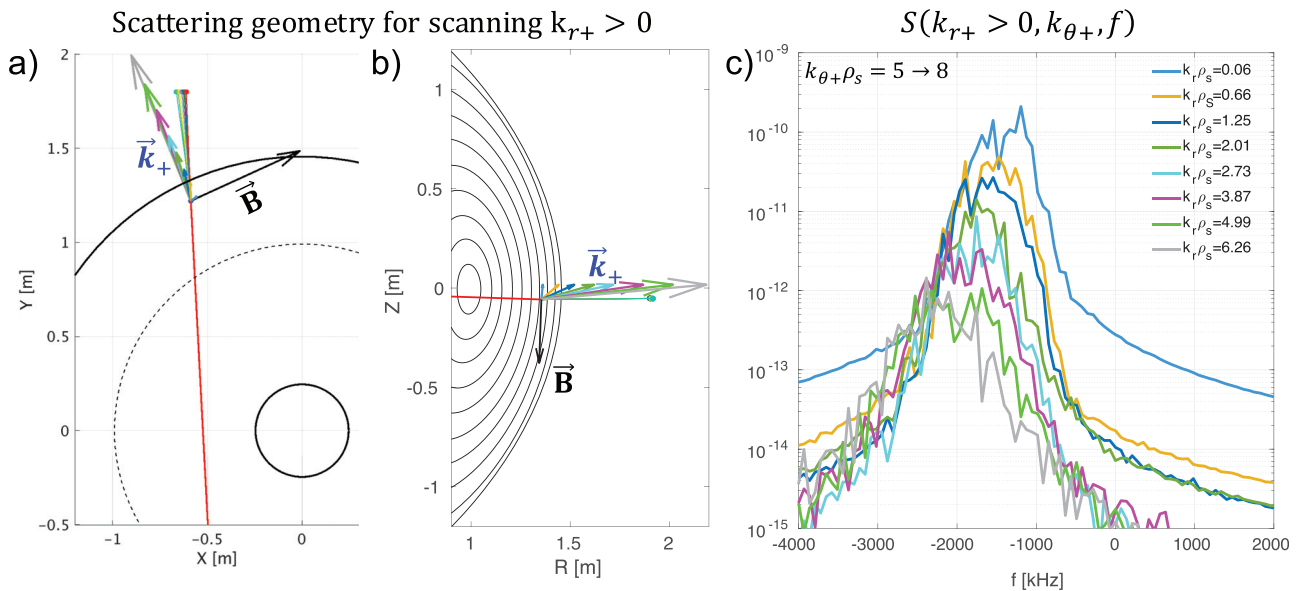 Scattering geometry for scanning k_{r+} > 0
S(k_{r+} > 0, k_{θ+}, f)
a)
2
1.5
1
0.5
0
-0.5
Y [m]
-1
-0.5
0
X [m]
k⃗₊
B⃗
b)
1
0.5
0
-0.5
-1
Z [m]
1
1.5
2
R [m]
k⃗₊
B⃗
c)
k_{θ+}ρ_s = 5 → 8
k_rρ_s=0.06
k_rρ_S=0.66
k_rρ_s=1.25
k_rρ_s=2.01
k_rρ_s=2.73
k_rρ_s=3.87
k_rρ_s=4.99
k_rρ_s=6.26
10^{-9}
10^{-10}
10^{-11}
10^{-12}
10^{-13}
10^{-14}
10^{-15}
-4000
-3000
-2000
-1000
0
1000
2000
f [kHz]